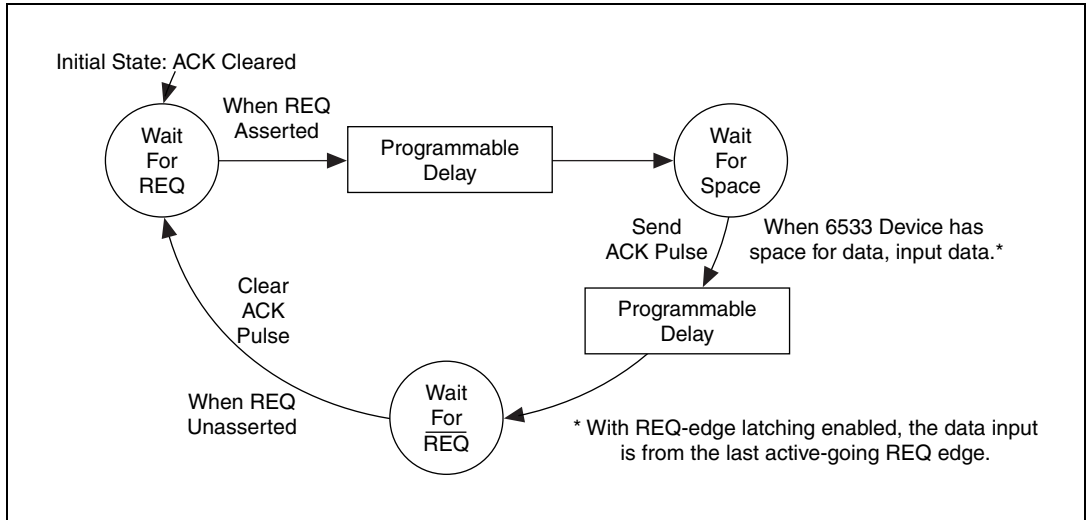 Initial State: ACK Cleared
Wait
For
REQ
When REQ
Asserted
Programmable
Delay
Wait
For
Space
Send
ACK Pulse
When 6533 Device has
space for data, input data.*
Programmable
Delay
Clear
ACK
Pulse
When REQ
Unasserted
Wait
For
R̅E̅Q̅
* With REQ-edge latching enabled, the data input
is from the last active-going REQ edge.